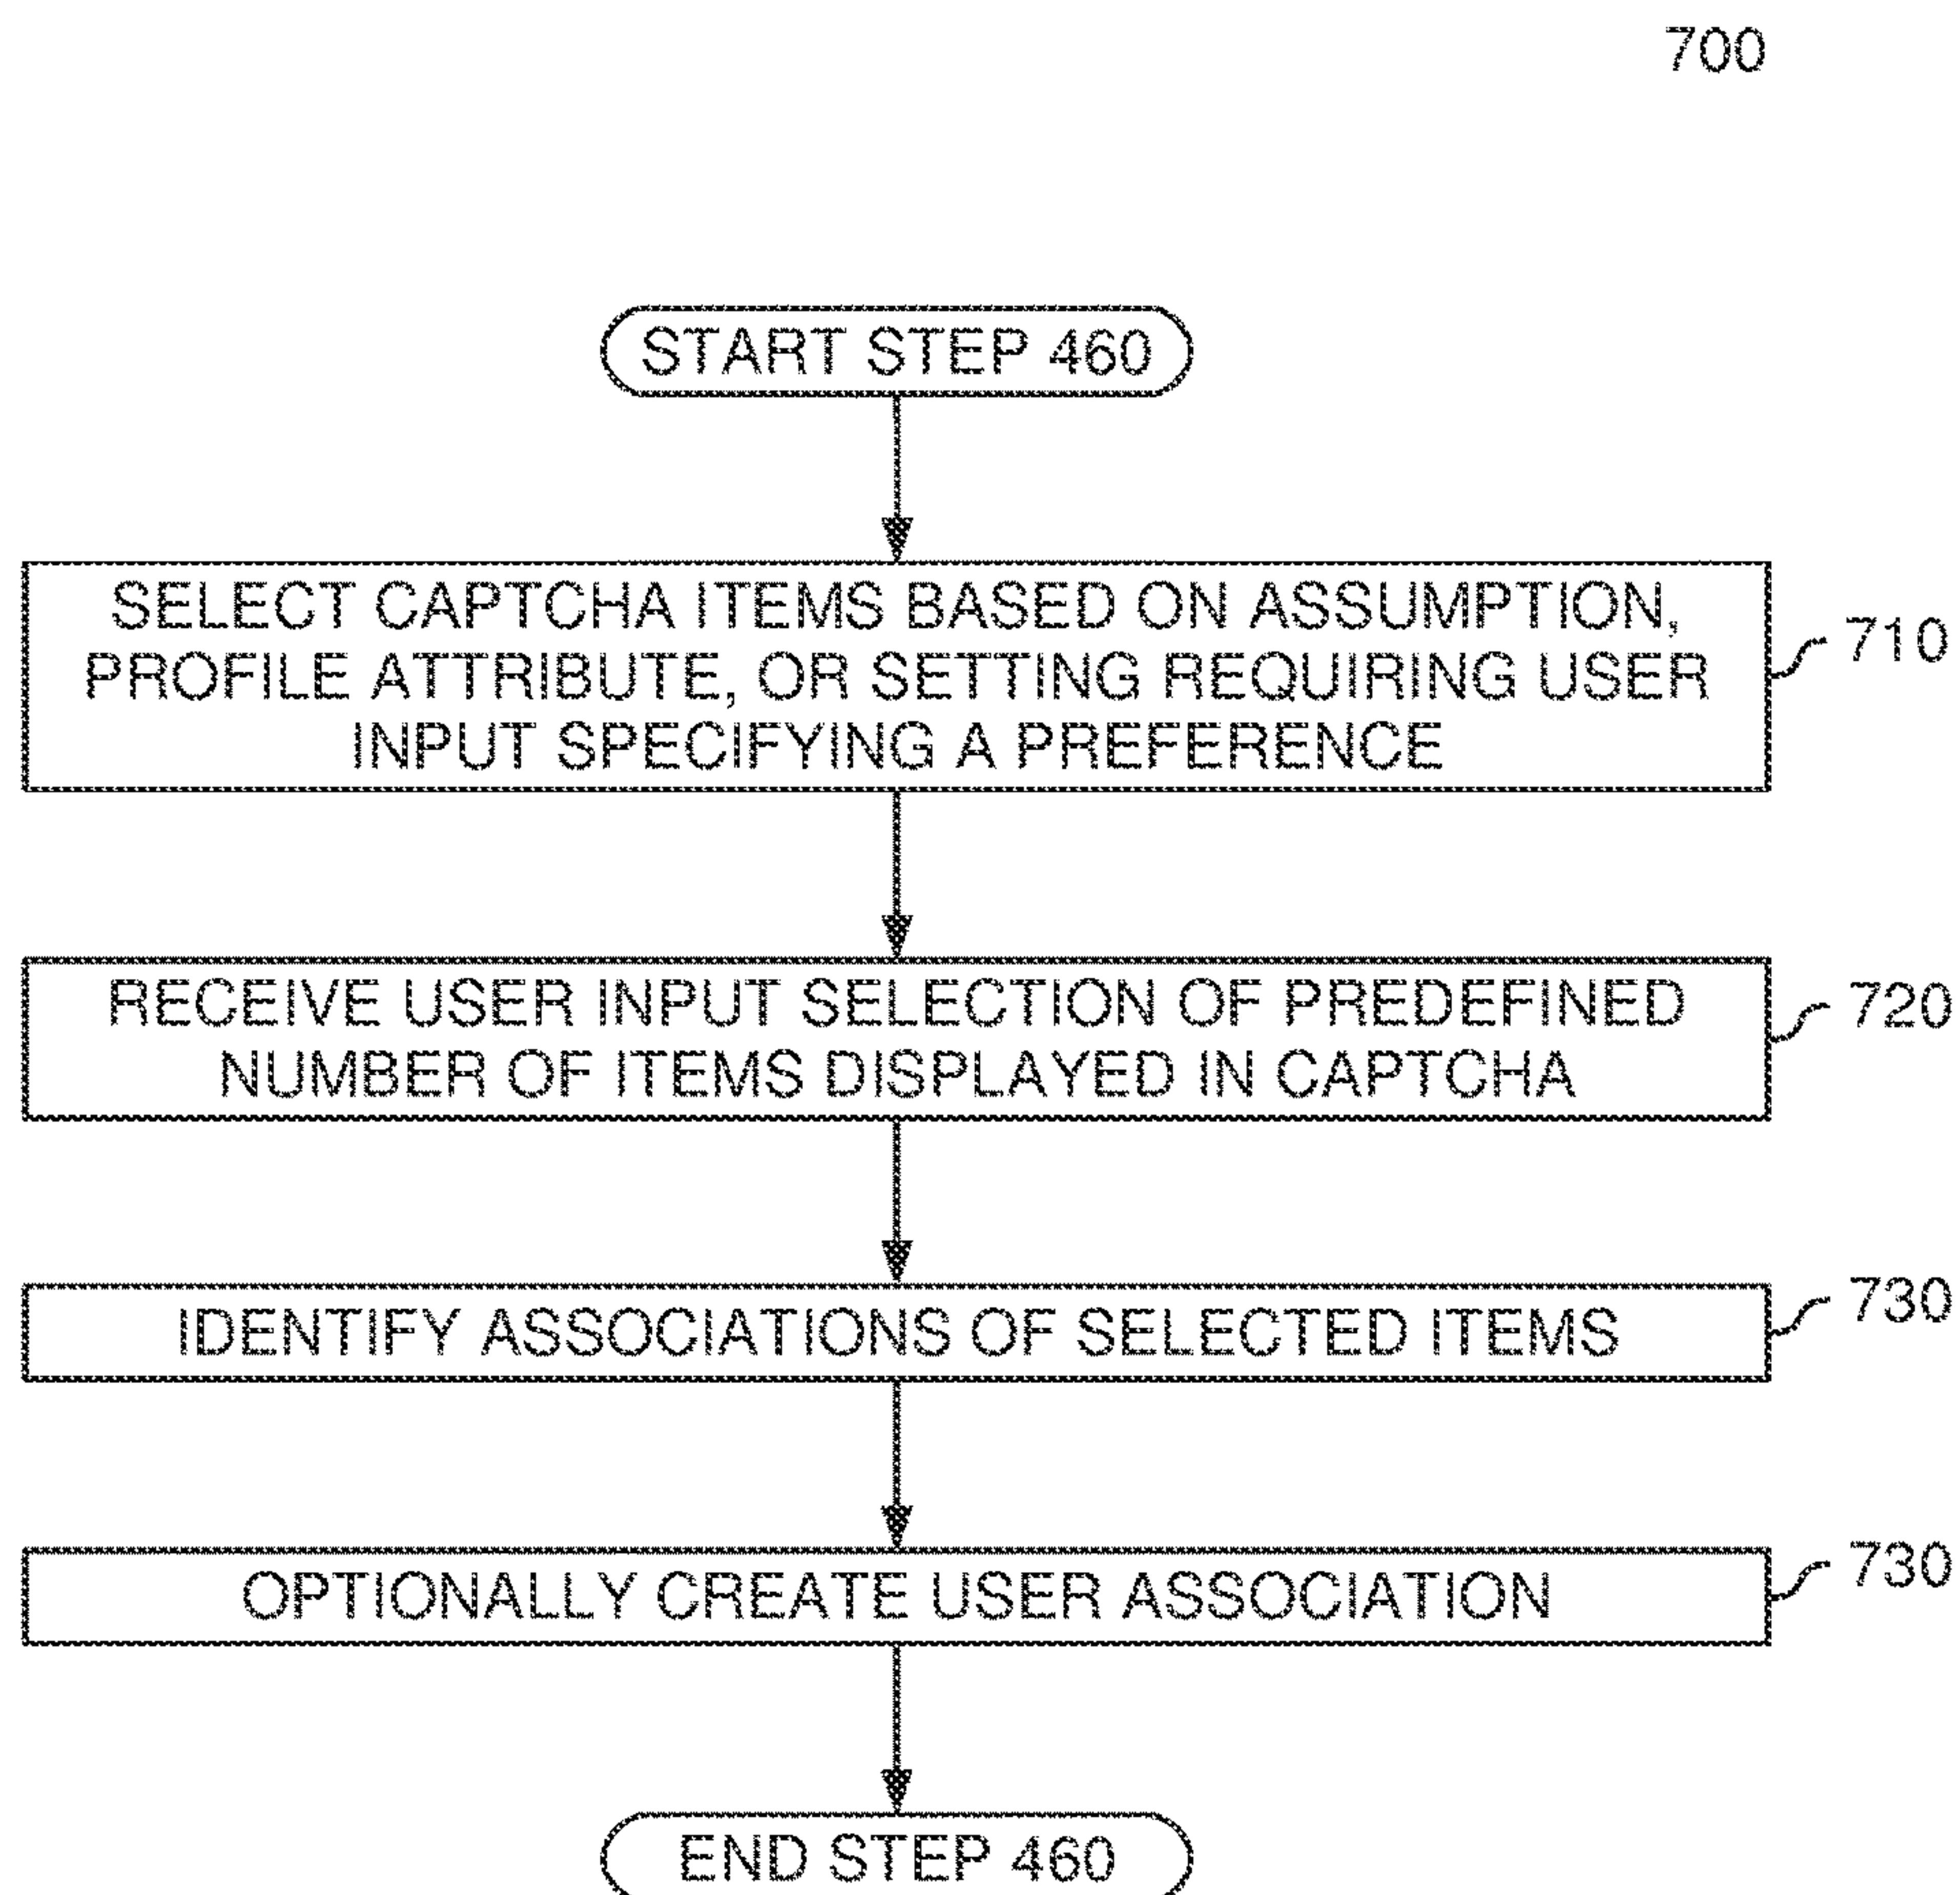 700
START STEP 460
SELECT CAPTCHA ITEMS BASED ON ASSUMPTION,
PROFILE ATTRIBUTE, OR SETTING REQUIRING USER
INPUT SPECIFYING A PREFERENCE
710
RECEIVE USER INPUT SELECTION OF PREDEFINED
NUMBER OF ITEMS DISPLAYED IN CAPTCHA
720
IDENTIFY ASSOCIATIONS OF SELECTED ITEMS
730
OPTIONALLY CREATE USER ASSOCIATION
730
END STEP 460